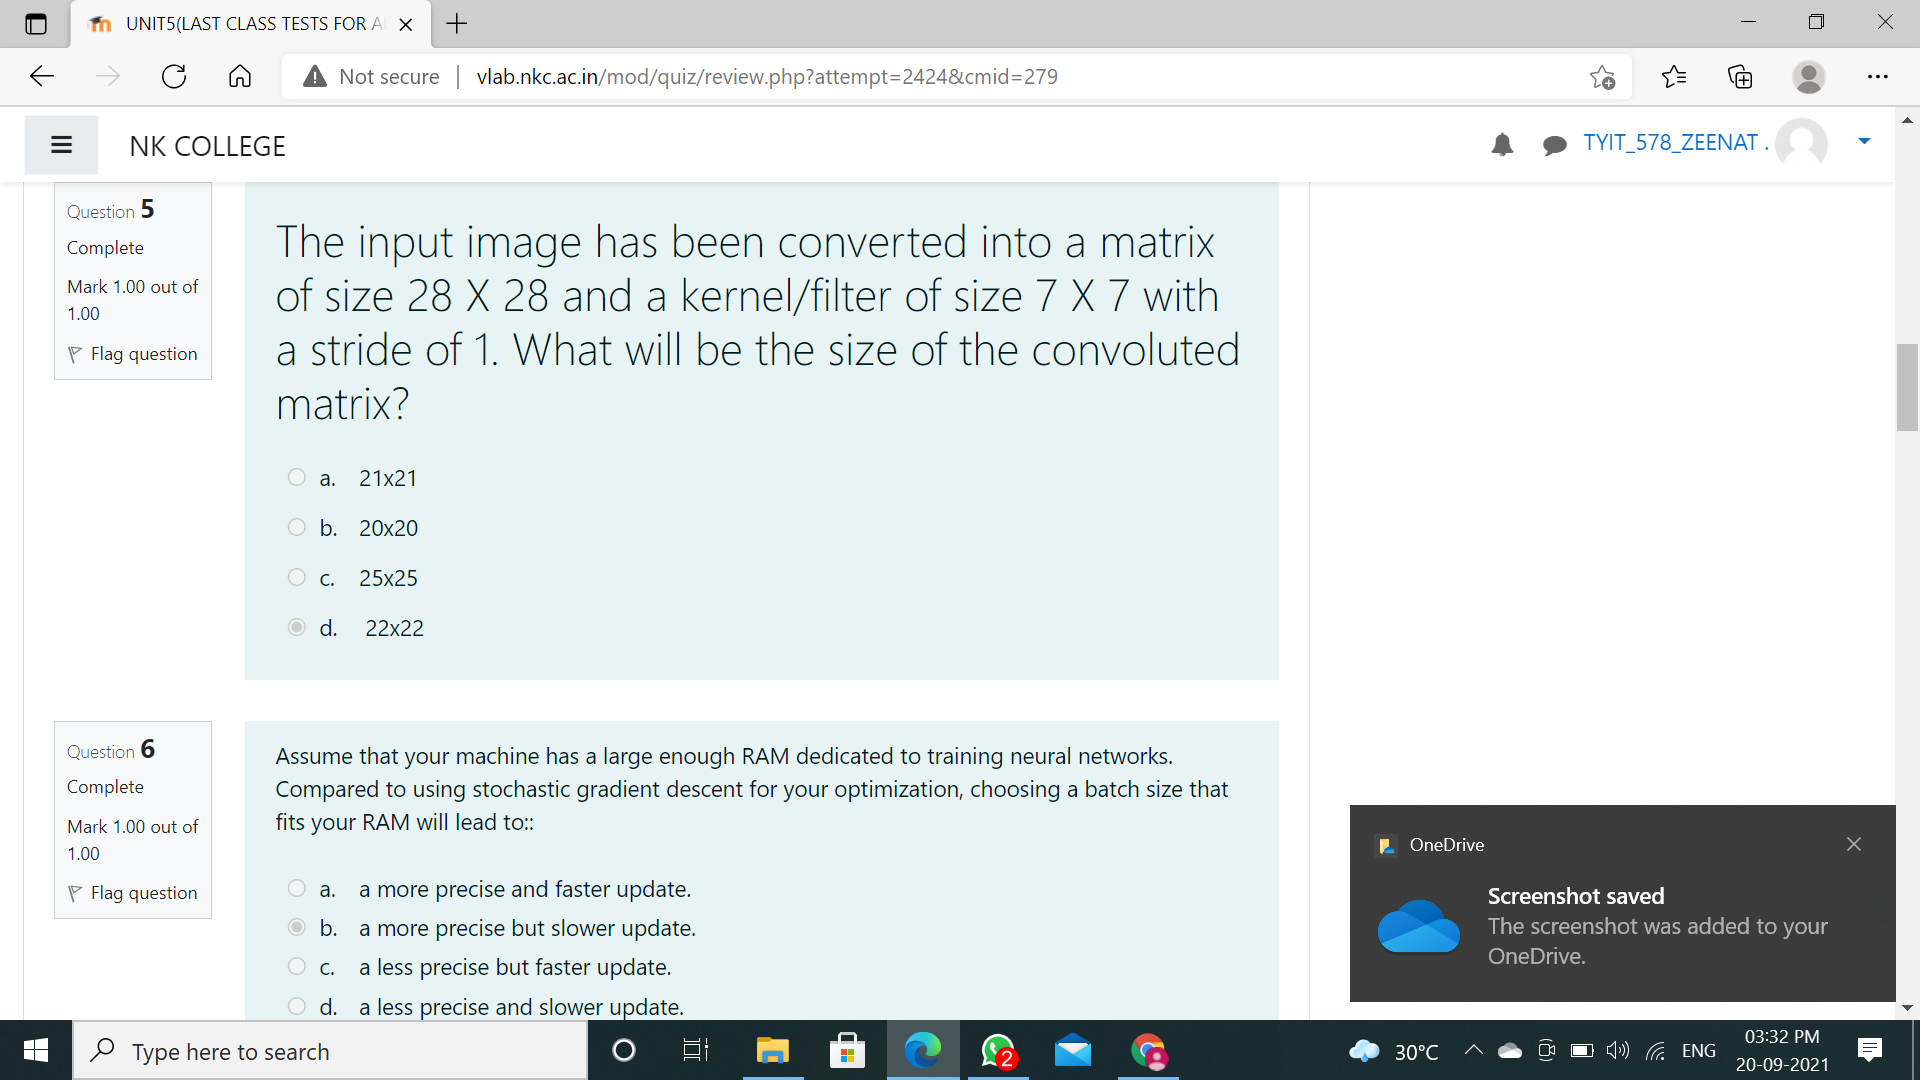 UNIT5(LAST CLASS TESTS FOR A
Not secure
vlab.nkc.ac.in/mod/quiz/review.php?attempt=2424&cmid=279
NK COLLEGE
TYIT_578_ZEENAT .
Question 5
Complete
Mark 1.00 out of
1.00
Flag question
The input image has been converted into a matrix
of size 28 X 28 and a kernel/filter of size 7 X 7 with
a stride of 1. What will be the size of the convoluted
matrix?
a. 21x21
b. 20x20
c. 25x25
d. 22x22
Question 6
Complete
Mark 1.00 out of
1.00
Flag question
Assume that your machine has a large enough RAM dedicated to training neural networks.
Compared to using stochastic gradient descent for your optimization, choosing a batch size that
fits your RAM will lead to::
a. a more precise and faster update.
b. a more precise but slower update.
c. a less precise but faster update.
d. a less precise and slower update.
OneDrive
Screenshot saved
The screenshot was added to your
OneDrive.
Type here to search
2
30°C
ENG
03:32 PM
20-09-2021